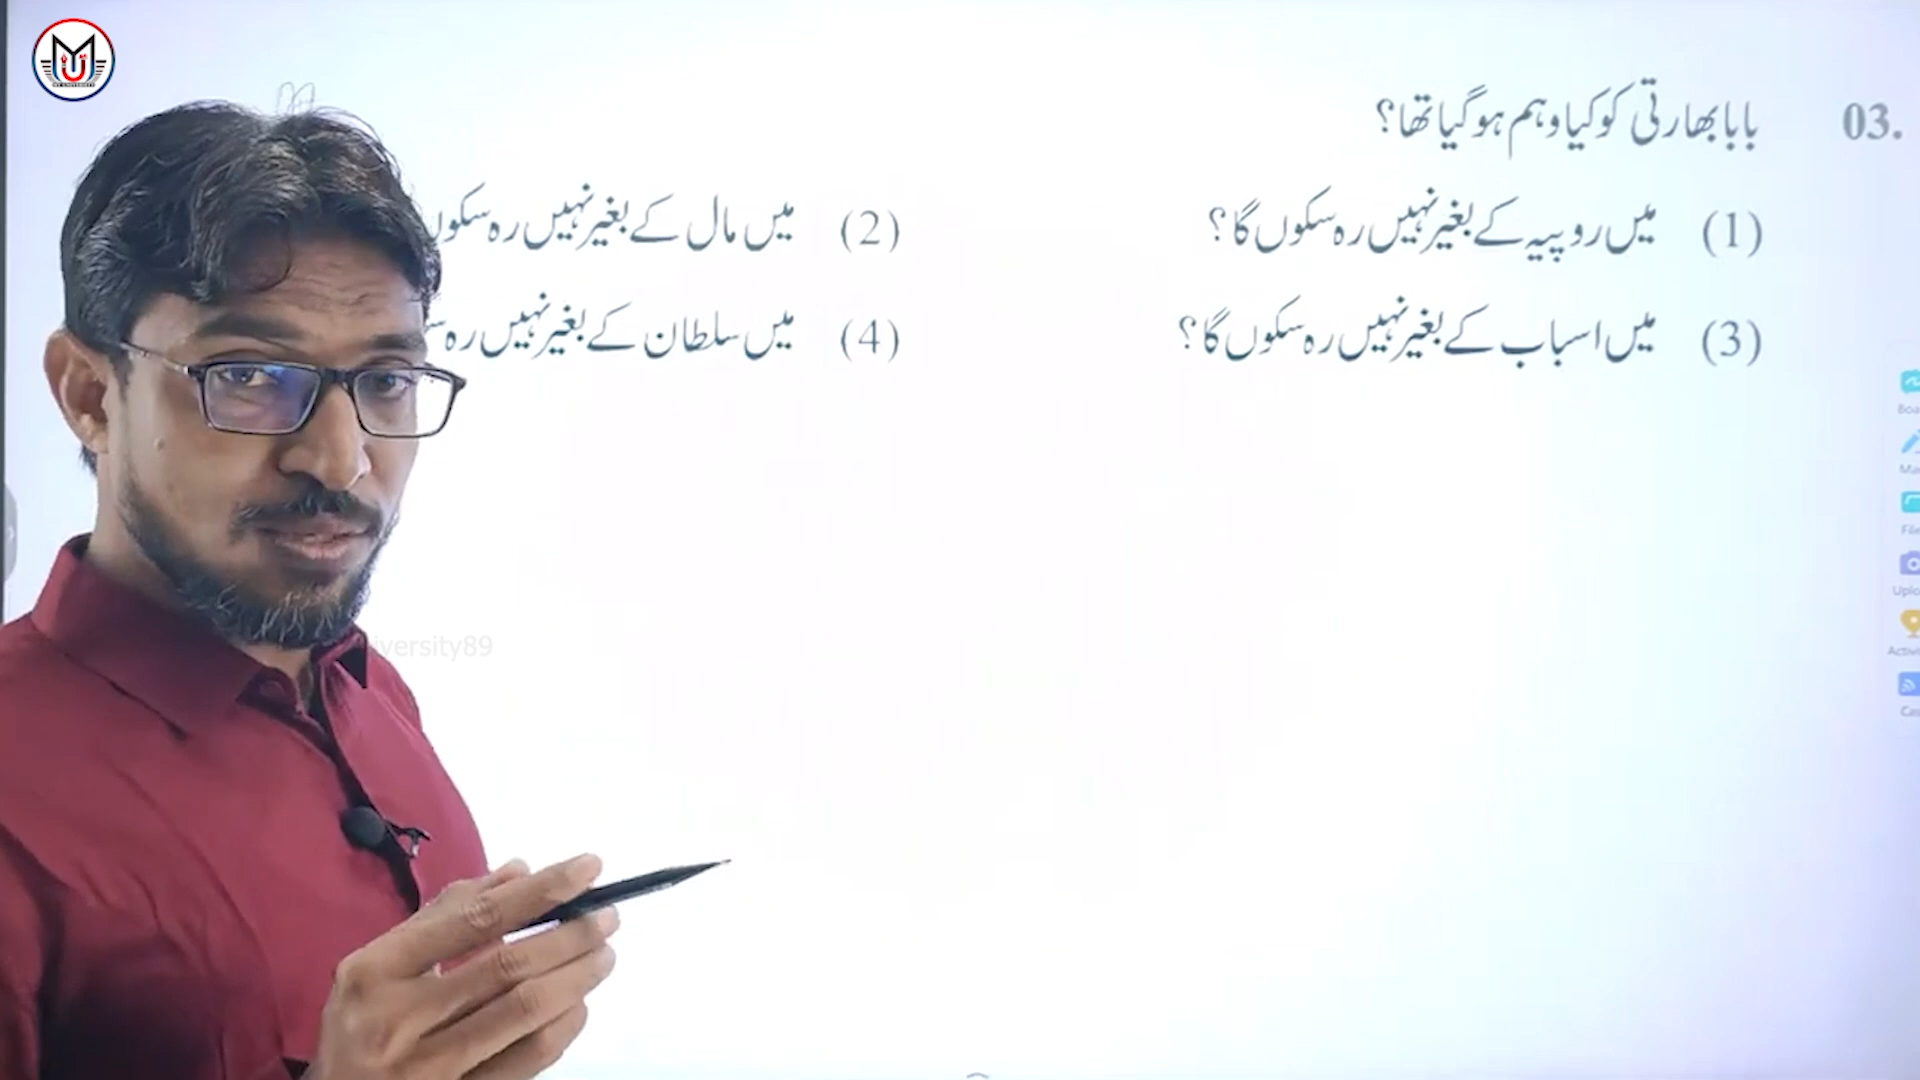 03. بابا بھارتی کو کیا وہم ہو گیا تھا؟
(1) میں روپیہ کے بغیر نہیں رہ سکوں گا؟ (2) میں مال کے بغیر نہیں رہ سکوں
(3) میں اسباب کے بغیر نہیں رہ سکوں گا؟ (4) میں سلطان کے بغیر نہیں رہ
iversity89